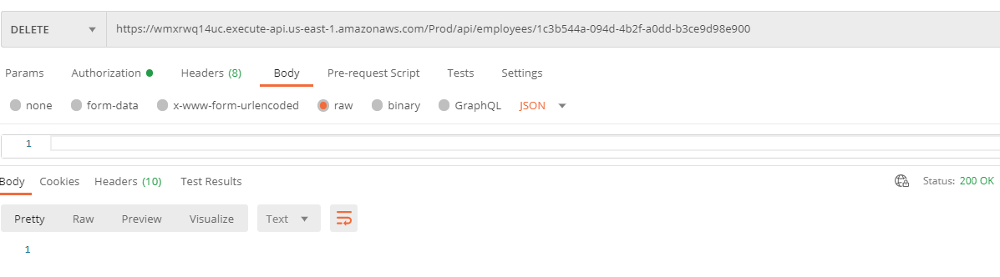 DELETE https://wmxrwq14uc.execute-api.us-east-1.amazonaws.com/Prod/api/employees/1c3b544a-094d-4b2f-a0dd-b3ce9d98e900
Params Authorization Headers (8) Body Pre-request Script Tests Settings
none form-data x-www-form-urlencoded raw binary GraphQL JSON
1
Body Cookies Headers (10) Test Results Status: 200 OK
Pretty Raw Preview Visualize Text
1